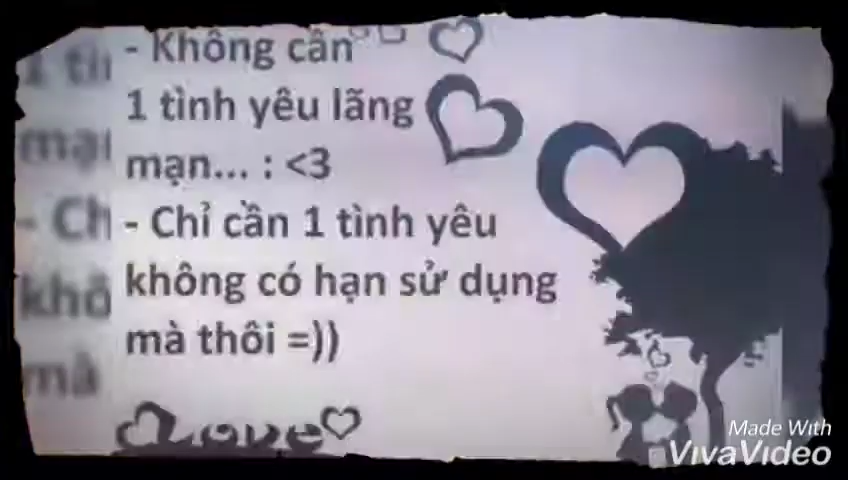 - Không cần
1 tình yêu lãng
mạn... : <3
- Chỉ cần 1 tình yêu
không có hạn sử dụng
mà thôi =))
Love
Made With
VivaVideo